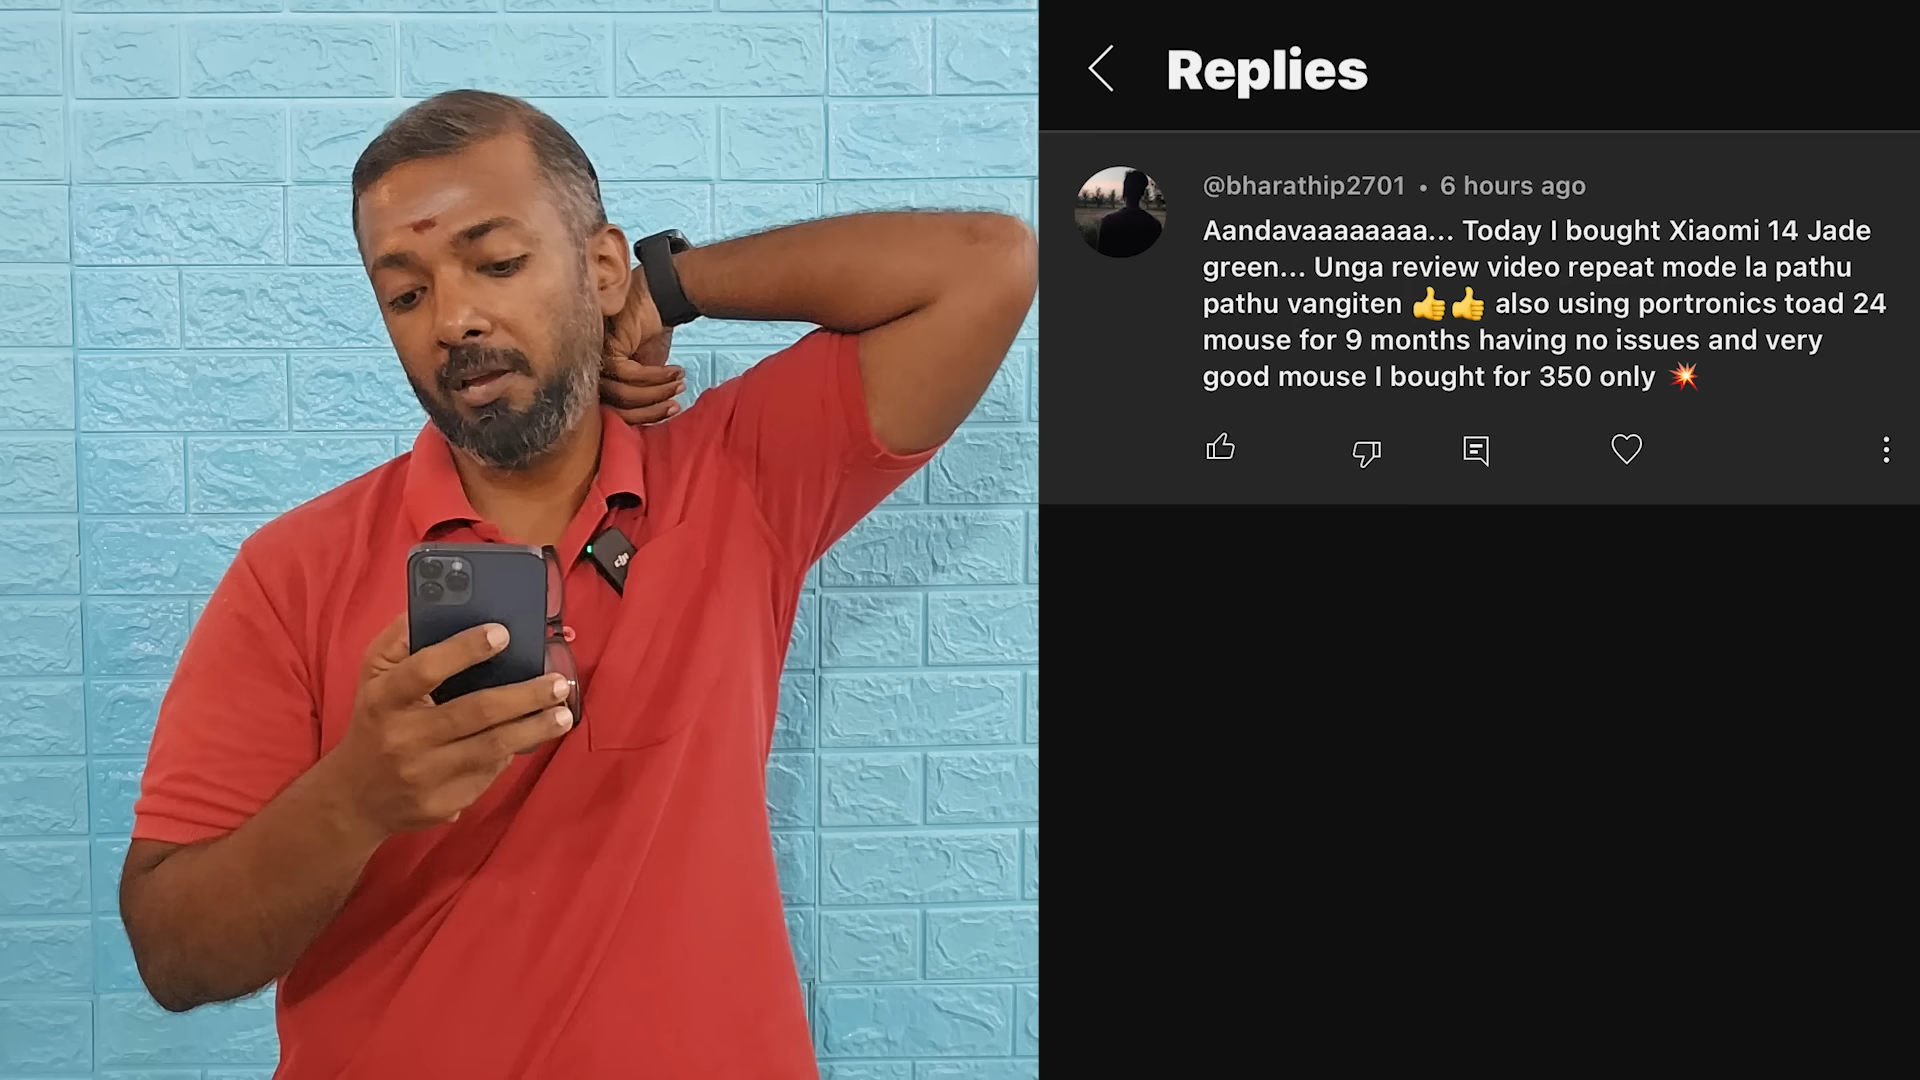 Replies
@bharathip2701 • 6 hours ago
Aandavaaaaaaaa... Today I bought Xiaomi 14 Jade
green... Unga review video repeat mode la pathu
pathu vangiten 👍👍 also using portronics toad 24
mouse for 9 months having no issues and very
good mouse I bought for 350 only 💥
dji